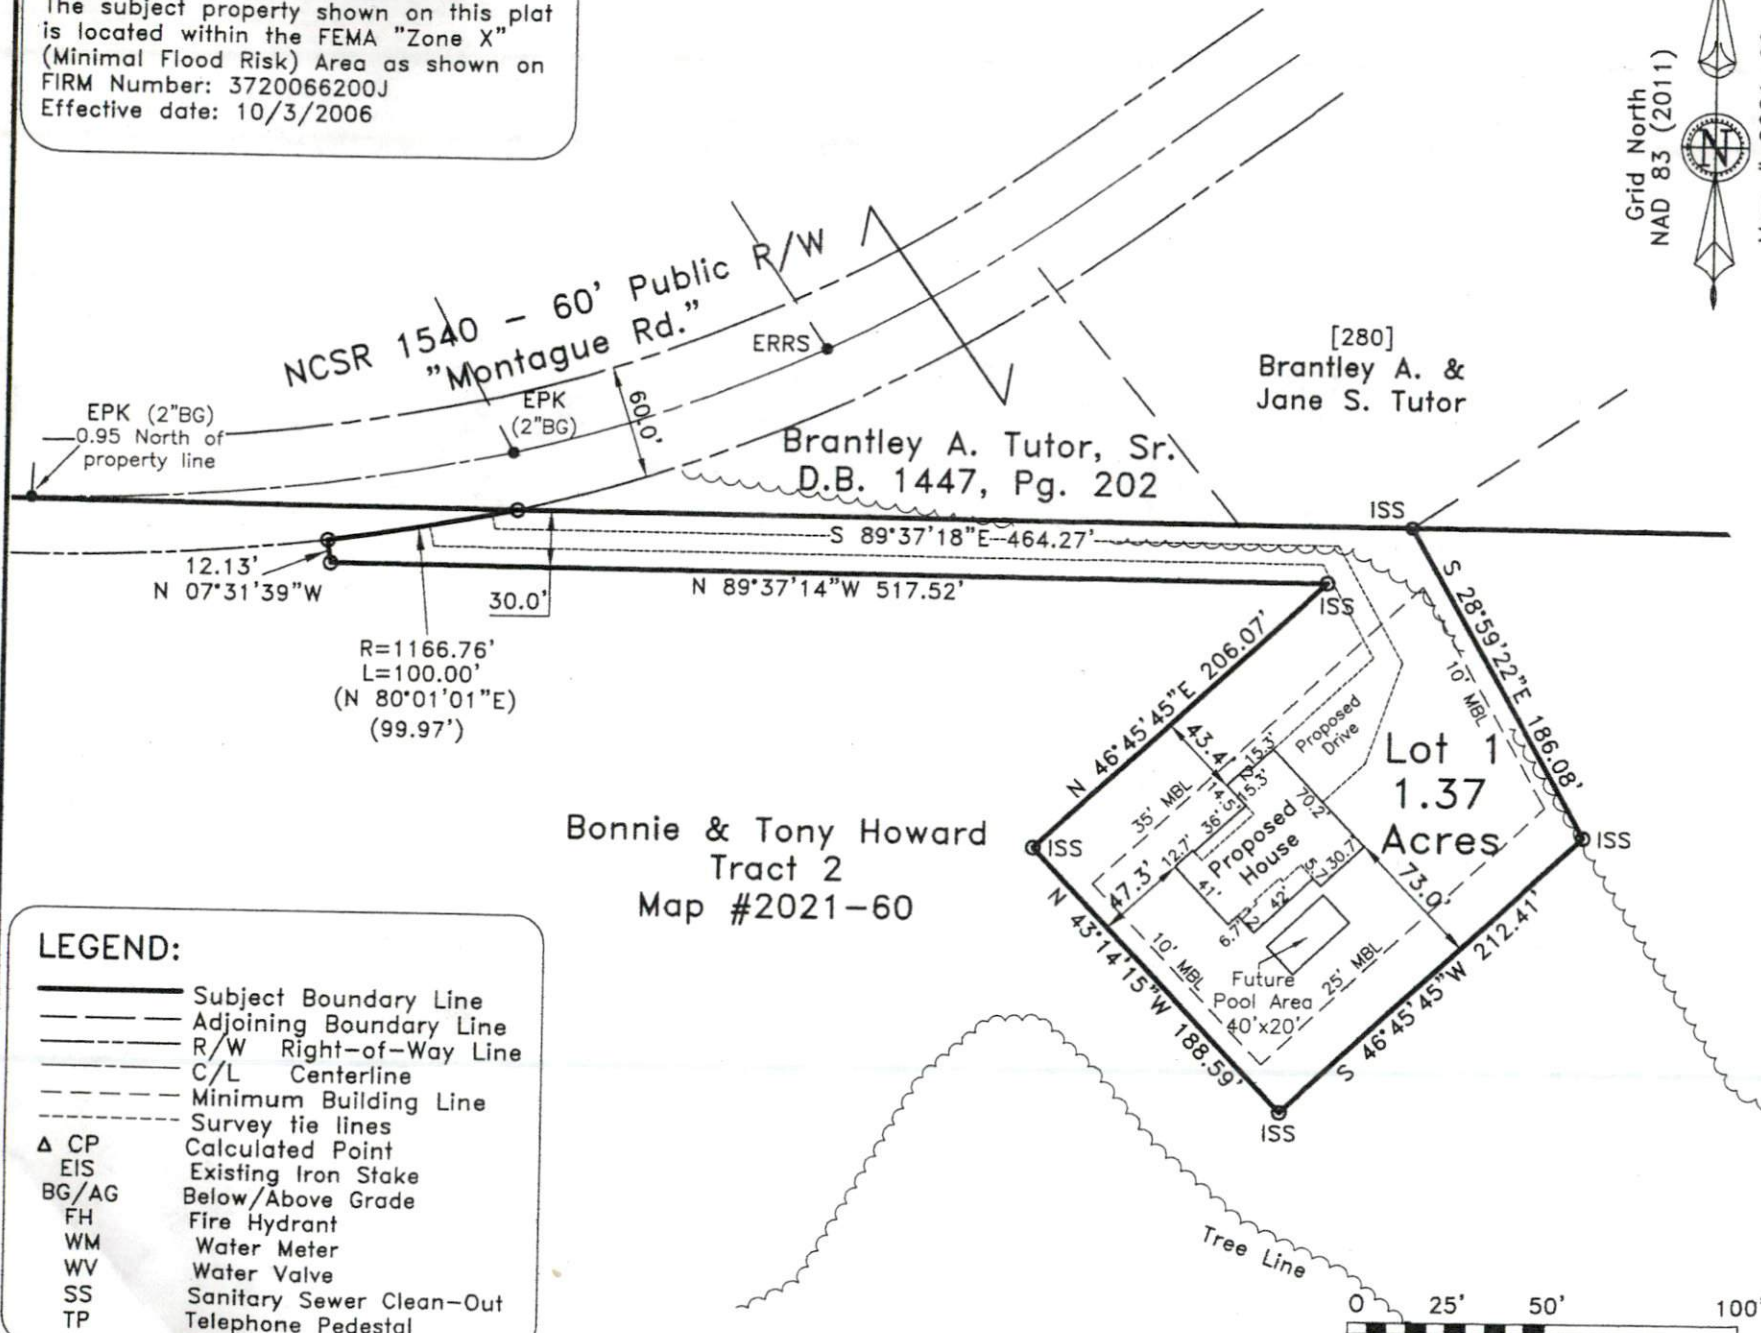 The subject property shown on this plat
is located within the FEMA "Zone X"
(Minimal Flood Risk) Area as shown on
FIRM Number: 3720066200J
Effective date: 10/3/2006
Grid North
NAD 83 (2011)
N
NCSR 1540 - 60' Public R/W
"Montague Rd."
ERRS
EPK
(2"BG)
60.0'
EPK (2"BG)
0.95 North of
property line
[280]
Brantley A. &
Jane S. Tutor
Brantley A. Tutor, Sr.
D.B. 1447, Pg. 202
ISS
S 89°37'18"E 464.27'
N 89°37'14"W 517.52'
12.13'
N 07°31'39"W
30.0'
R=1166.76'
L=100.00'
(N 80°01'01"E)
(99.97')
ISS
S 28°59'22"E 186.08'
10' MBL
N 46°45'45"E 206.07'
43.4'
15.3'
2'
15.3'
14.5'
36'
12.7'
35' MBL
Proposed
Drive
70.2'
Proposed
House
Lot 1
1.37
Acres
ISS
ISS
47.3'
41'
30.7'
42'
6.7'
2'
73.0'
N 43°14'15"W 188.59'
10' MBL
Future
Pool Area
40'x20'
25' MBL
S 46°45'45"W 212.41'
ISS
Bonnie & Tony Howard
Tract 2
Map #2021-60
Tree Line
0 25' 50' 100'
LEGEND:
Subject Boundary Line
Adjoining Boundary Line
R/W Right-of-Way Line
C/L Centerline
Minimum Building Line
Survey tie lines
Δ CP Calculated Point
EIS Existing Iron Stake
BG/AG Below/Above Grade
FH Fire Hydrant
WM Water Meter
WV Water Valve
SS Sanitary Sewer Clean-Out
TP Telephone Pedestal